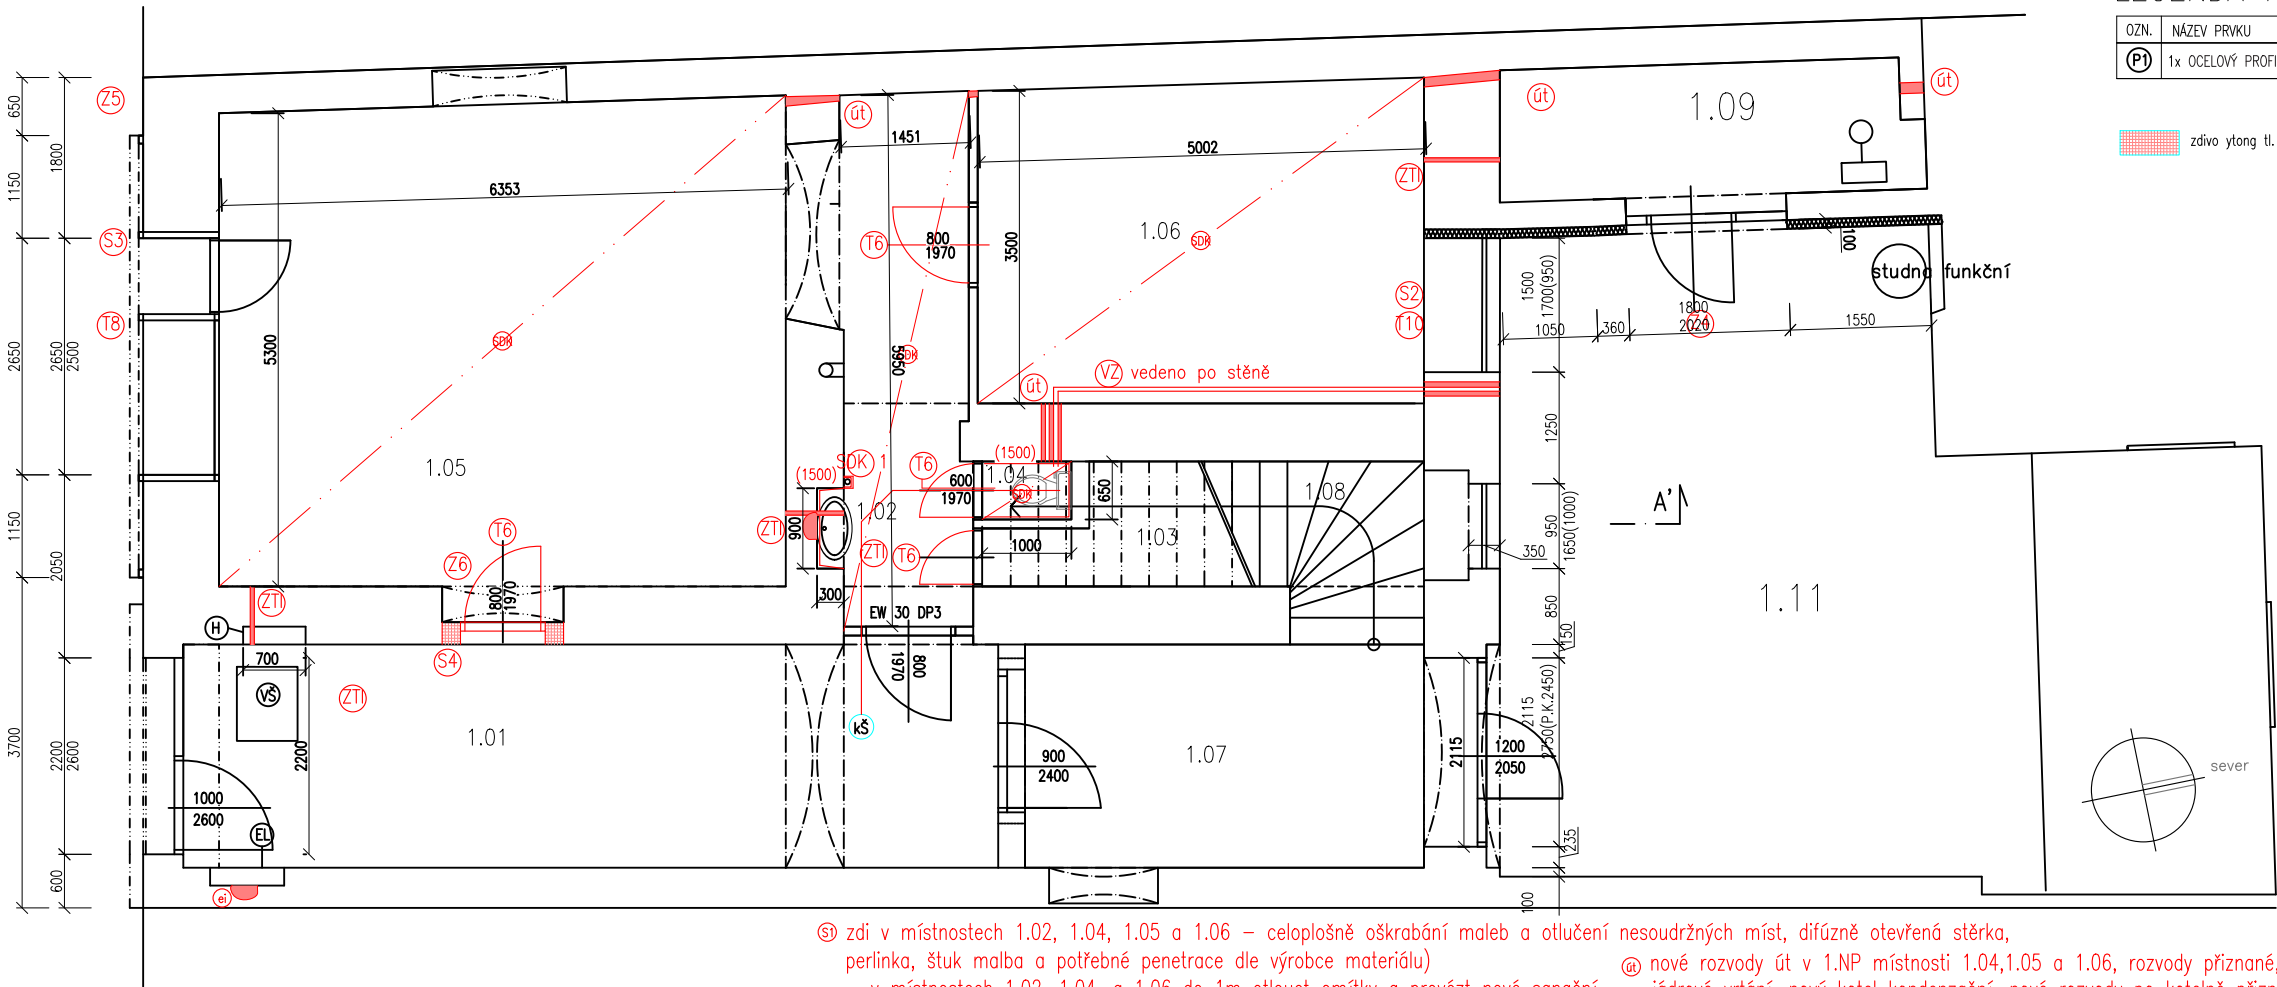 OZN. NÁZEV PRVKU
P1 1x OCELOVÝ PROFI
zdivo ytong tl.
Z5
S3
T8
650
1150
2650
1150
3700
1800
2650
2500
2050
2200
2600
600
út
út
út
út
1451
5002
6353
5300
3500
5950
1.09
1.06
1.05
1.02
1.04
1.03
1.08
1.01
1.07
1.11
SDK
SDK
SDK
ZTI
T6
800
1970
S2
T10
VZ vedeno po stěně
studna funkční
100
1500
1700(950)
1050
360
1800
2020
1550
1250
950
1650(1000)
350
850
150
2115
2750(P.K.2450)
235
100
A'
SDK 1
(1500)
(1500)
T6
600
1970
650
1000
T6
ZTI
ZTI
900
300
EW 30 DP3
800
1970
kŠ
T6
Z6
800
1970
S4
ZTI
H
700
VŠ
ZTI
2200
1000
2600
EL
ei
900
2400
2115
1200
2050
sever
S1 zdi v místnostech 1.02, 1.04, 1.05 a 1.06 – celoplošně oškrabání maleb a otlučení nesoudržných míst, difúzně otevřená stěrka,
perlinka, štuk malba a potřebné penetrace dle výrobce materiálu)
út nové rozvody út v 1.NP místnosti 1.04,1.05 a 1.06, rozvody přiznané,